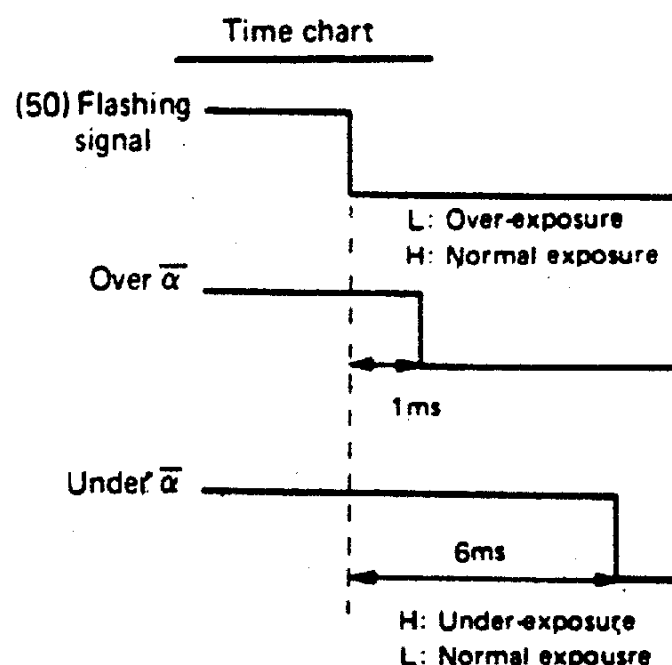 Time chart
(50) Flashing
signal
L: Over-exposure
H: Normal exposure
Over α̅
1ms
Under α̅
6ms
H: Under-exposure
L: Normal expousre